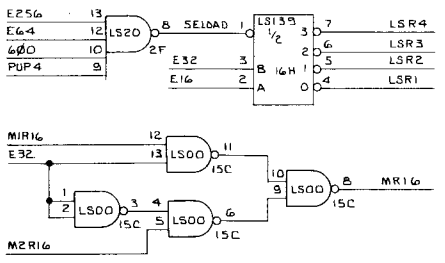 E256 13
E64 12
6Ø0 10
PUP4 9
LS20
8
2F
SELOAD 1
LS139
1/2
16H
E32 3 B
E16 2 A
3 7 LSR4
2 6 LSR3
1 5 LSR2
0 4 LSR1
M1R16 12
E32 13
LS00
11
15C
1
2
LS00
3
15C
4
5
LS00
6
15C
M2R16
10
9
LS00
8
15C
MR16